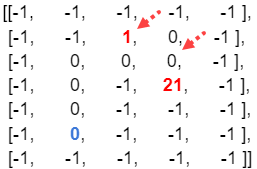 [[-1, -1, -1, -1, -1 ],
[-1, -1, 1, 0, -1 ],
[-1, 0, 0, 0, -1 ],
[-1, 0, -1, 21, -1 ],
[-1, 0, -1, -1, -1 ],
[-1, 0, -1, -1, -1 ],
[-1, -1, -1, -1, -1 ]]